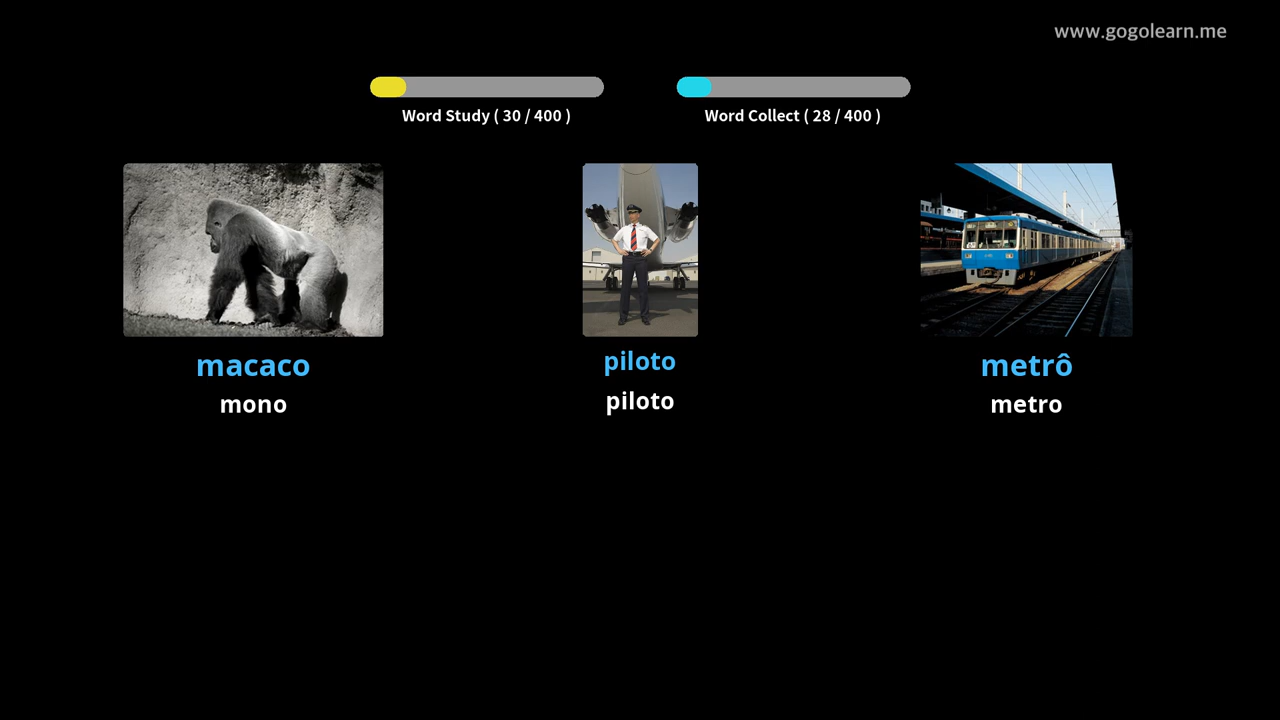 www.gogolearn.me
Word Study ( 30 / 400 )
Word Collect ( 28 / 400 )
macaco
mono
piloto
piloto
metrô
metro